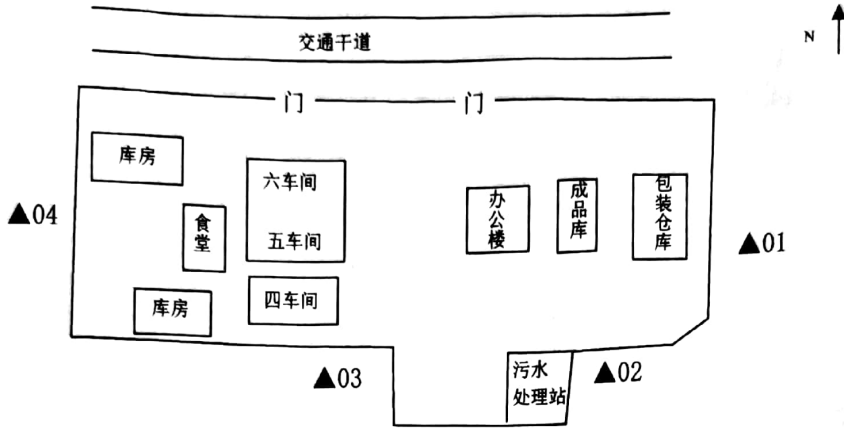 交通干道
N
门
门
库房
六车间
五车间
食堂
办公楼
成品库
包装仓库
▲04
▲01
库房
四车间
▲03
污水
处理站
▲02